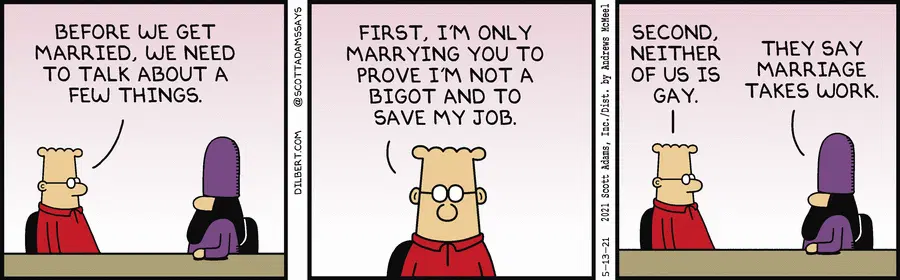 BEFORE WE GET
MARRIED, WE NEED
TO TALK ABOUT A
FEW THINGS.
DILBERT.COM @SCOTTADAMSSAYS
FIRST, I'M ONLY
MARRYING YOU TO
PROVE I'M NOT A
BIGOT AND TO
SAVE MY JOB.
5-13-21 2021 Scott Adams, Inc./Dist. by Andrews McMeel
SECOND,
NEITHER
OF US IS
GAY.
THEY SAY
MARRIAGE
TAKES WORK.